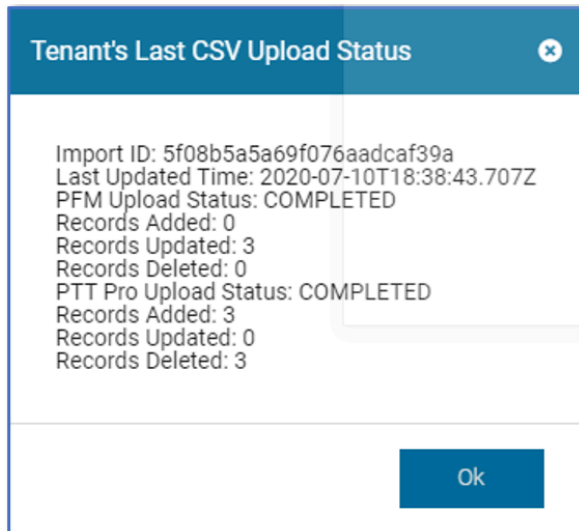 Tenant's Last CSV Upload Status
Import ID: 5f08b5a5a69f076aadcaf39a
Last Updated Time: 2020-07-10T18:38:43.707Z
PFM Upload Status: COMPLETED
Records Added: 0
Records Updated: 3
Records Deleted: 0
PTT Pro Upload Status: COMPLETED
Records Added: 3
Records Updated: 0
Records Deleted: 3
Ok